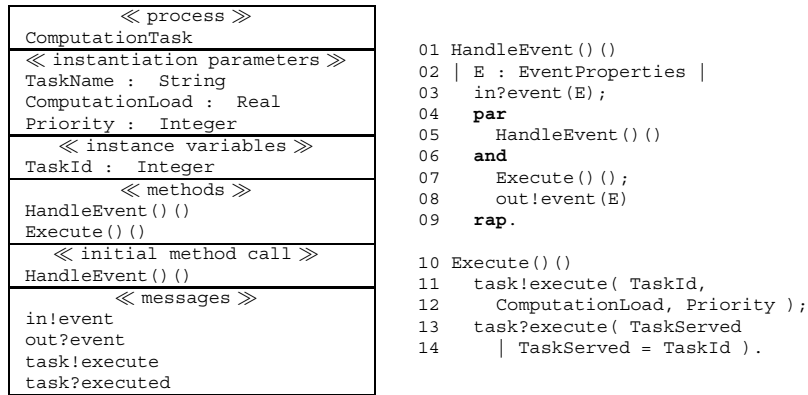 ≪ process ≫
ComputationTask
≪ instantiation parameters ≫
TaskName : String
ComputationLoad : Real
Priority : Integer
≪ instance variables ≫
TaskId : Integer
≪ methods ≫
HandleEvent()()
Execute()()
≪ initial method call ≫
HandleEvent()()
≪ messages ≫
in!event
out?event
task!execute
task?executed
01 HandleEvent()()
02 | E : EventProperties |
03 in?event(E);
04 par
05 HandleEvent()()
06 and
07 Execute()();
08 out!event(E)
09 rap.
10 Execute()()
11 task!execute( TaskId,
12 ComputationLoad, Priority );
13 task?execute( TaskServed
14 | TaskServed = TaskId ).